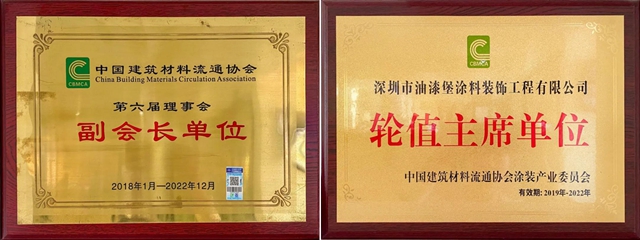 CBMCA
中国建筑材料流通协会
China Building Materials Circulation Association
第六届理事会
副会长单位
2018年1月—2022年12月
CBMCA
深圳市油漆堡涂料装饰工程有限公司
轮值主席单位
中国建筑材料流通协会涂装产业委员会
有效期: 2019年-2022年